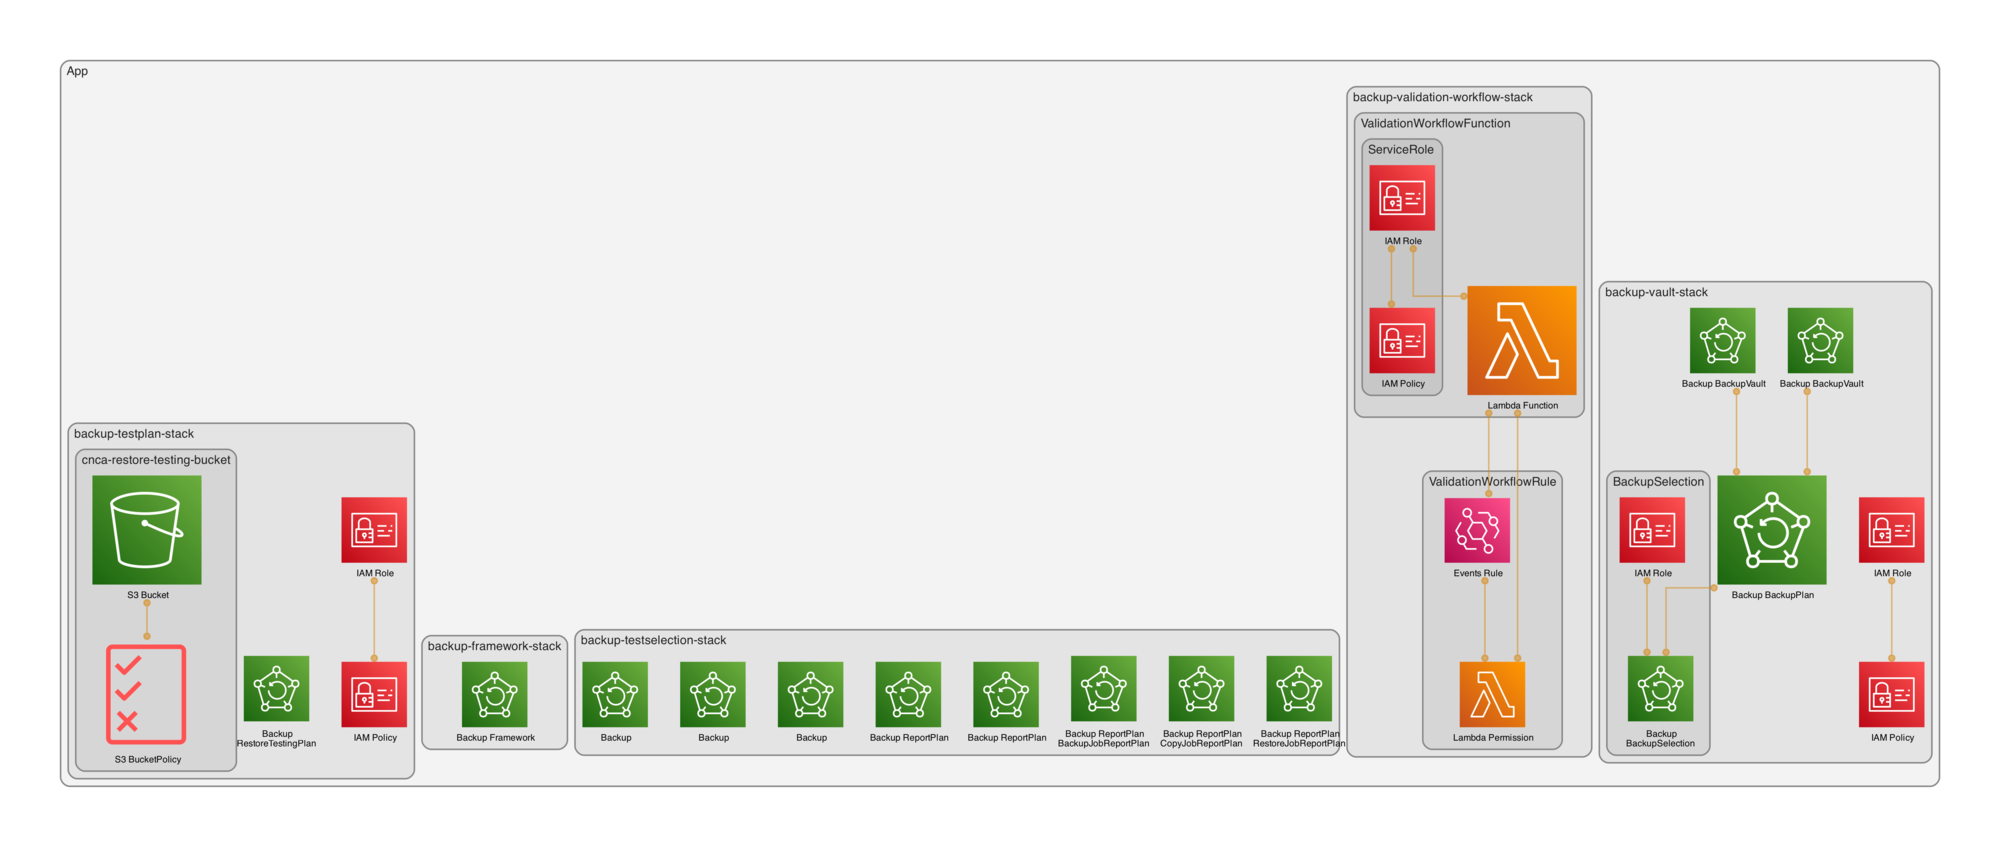 App
backup-testplan-stack
cnca-restore-testing-bucket
S3 Bucket
S3 BucketPolicy
Backup
RestoreTestingPlan
IAM Role
IAM Policy
backup-framework-stack
Backup Framework
backup-testselection-stack
Backup
Backup
Backup
Backup ReportPlan
Backup ReportPlan
Backup ReportPlan
BackupJobReportPlan
Backup ReportPlan
CopyJobReportPlan
Backup ReportPlan
RestoreJobReportPlan
backup-validation-workflow-stack
ValidationWorkflowFunction
ServiceRole
IAM Role
IAM Policy
Lambda Function
ValidationWorkflowRule
Events Rule
Lambda Permission
backup-vault-stack
Backup BackupVault
Backup BackupVault
BackupSelection
IAM Role
Backup
BackupSelection
Backup BackupPlan
IAM Role
IAM Policy